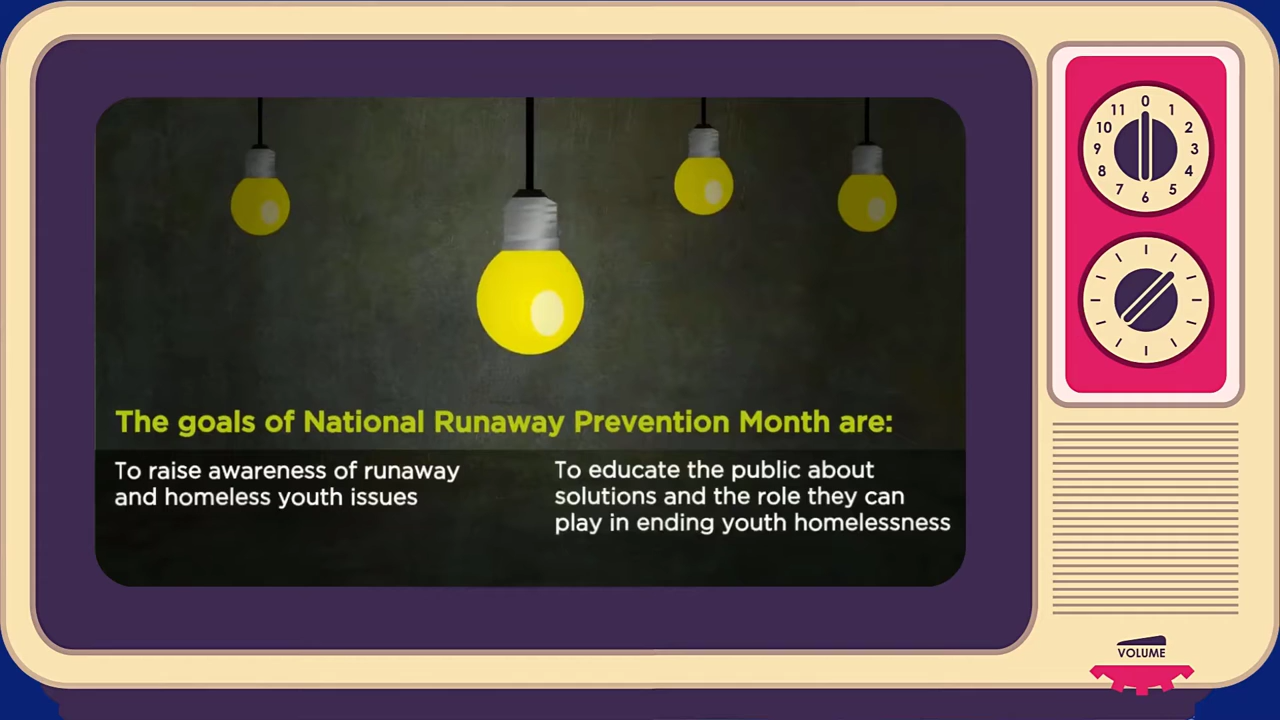 The goals of National Runaway Prevention Month are:
To raise awareness of runaway
and homeless youth issues
To educate the public about
solutions and the role they can
play in ending youth homelessness
0
1
2
3
4
5
6
7
8
9
10
11
VOLUME